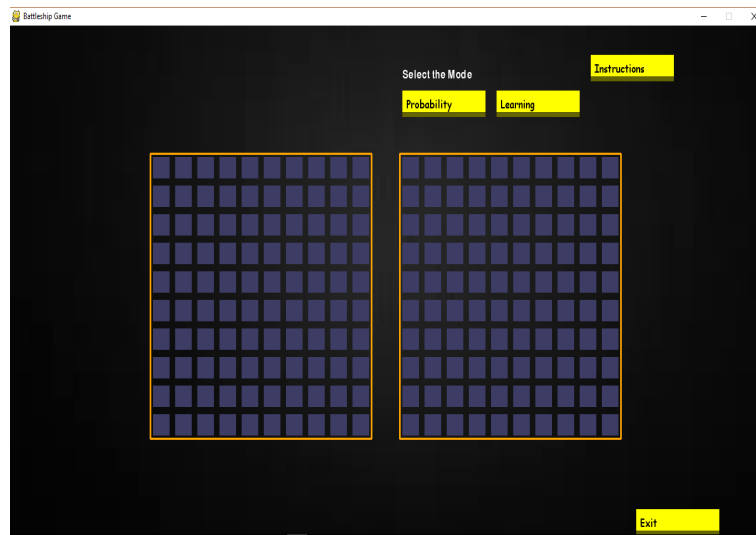 Battleship Game
Instructions
Select the Mode
Probability
Learning
Exit